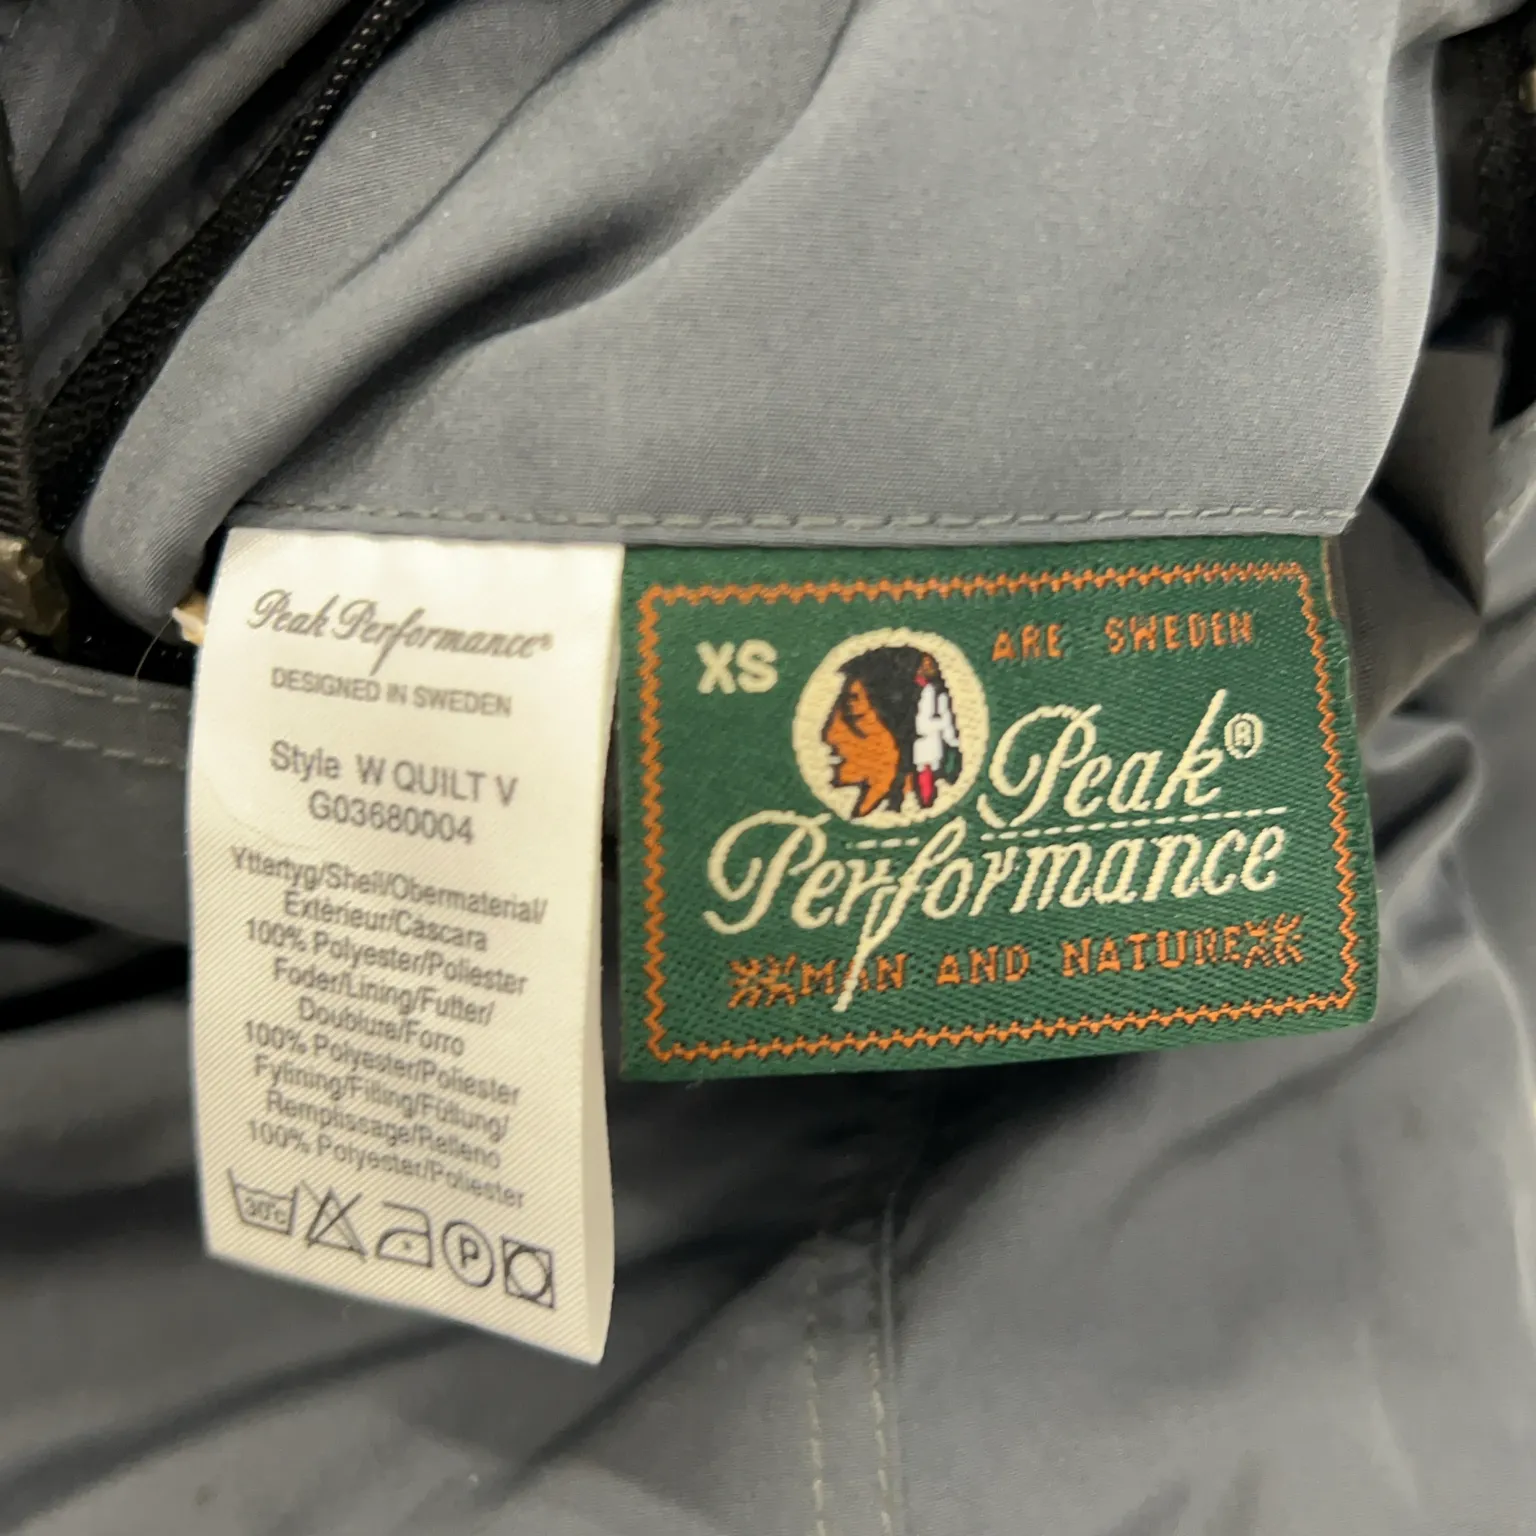 Peak Performance®
DESIGNED IN SWEDEN
Style W QUILT V
G03680004
Yttertyg/Shell/Obermaterial/
Extérieur/Cáscara
100% Polyester/Poliester
Foder/Lining/Futter/
Doublure/Forro
100% Polyester/Poliester
Fyllning/Filling/Füllung/
Remplissage/Relleno
100% Polyester/Poliester
30°c
P
XS
ARE SWEDEN
Peak®
Performance
MAN AND NATURE